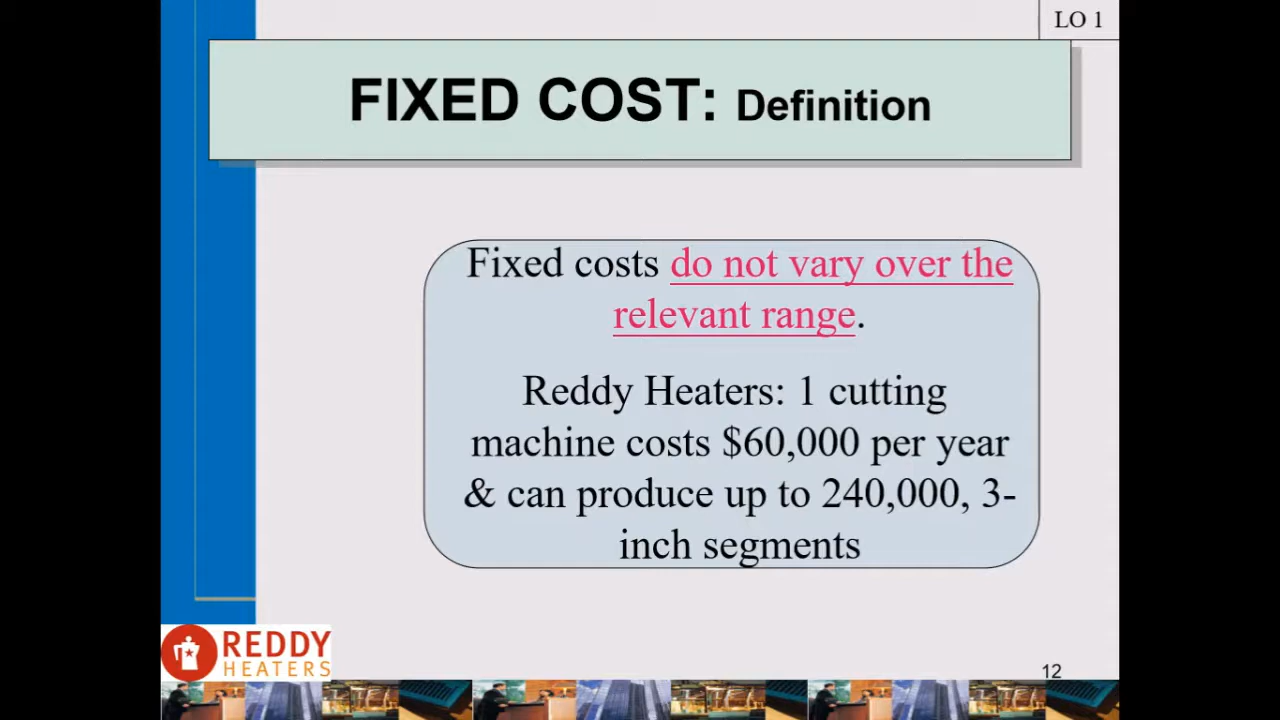 LO 1
FIXED COST: Definition
Fixed costs do not vary over the
relevant range.
Reddy Heaters: 1 cutting
machine costs $60,000 per year
& can produce up to 240,000, 3-
inch segments
REDDY
HEATERS
12